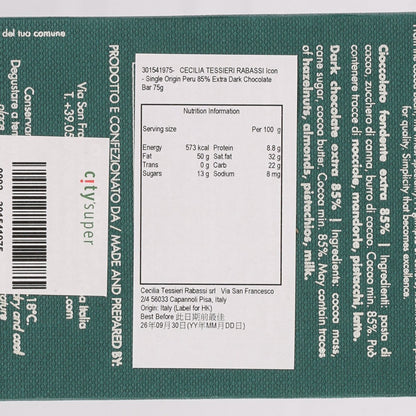 del tuo comune
PRODOTTO E CONFEZIONATO DA / MADE AND PREPARED BY:
Via San
T. +39.05
Conservare
Degustare a
301541975- CECILIA TESSIERI RABASSI Icon
- Single Origin Peru 85% Extra Dark Chocolate
Bar 75g
Nutrition Information
Serving size Per 100 g
Energy 573 kcal Protein 8.8 g
Fat 50 g Sat.fat 32 g
Trans 0 g Carb 22 g
Sugars 13 g Sodium 8 mg
Cecilia Tessieri Rabassi srl Via San Francesco
2/4 56033 Capannoli Pisa, Italy
Origin: Italy (Label for HK)
Best Before 此日期前最佳
26年09月30日(YY年MM月DD日)
city'super
18°C
Italia
.com
Cioccolato fondente extra 85% | Ingredienti: pasta di
cacao, zucchero di canna, burro di cacao. Cacao min. 85%. Può
contenere tracce di nocciole, mandorle, pistacchi, latte.
Dark chocolate extra 85% | Ingredients: cocoa mass,
cane sugar, cocoa butter. Cocoa min. 85%. May contain traces
of hazelnuts, almonds, pistachios, milk.
purity. Simplicity that becomes excellence.